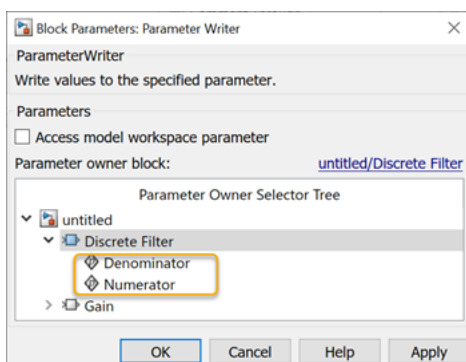 Block Parameters: Parameter Writer
ParameterWriter
Write values to the specified parameter.
Parameters
Access model workspace parameter
Parameter owner block: untitled/Discrete Filter
Parameter Owner Selector Tree
untitled
Discrete Filter
Denominator
Numerator
Gain
OK Cancel Help Apply